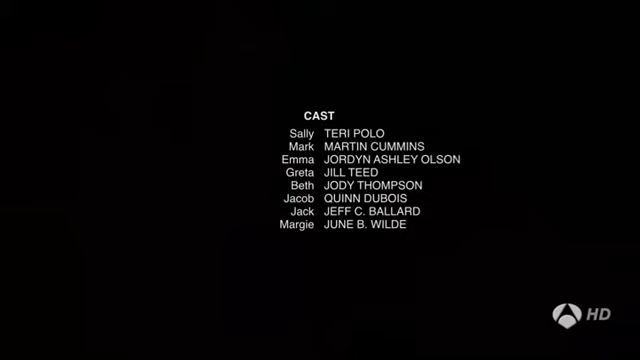 CAST
Sally TERI POLO
Mark MARTIN CUMMINS
Emma JORDYN ASHLEY OLSON
Greta JILL TEED
Beth JODY THOMPSON
Jacob QUINN DUBOIS
Jack JEFF C. BALLARD
Margie JUNE B. WILDE
HD